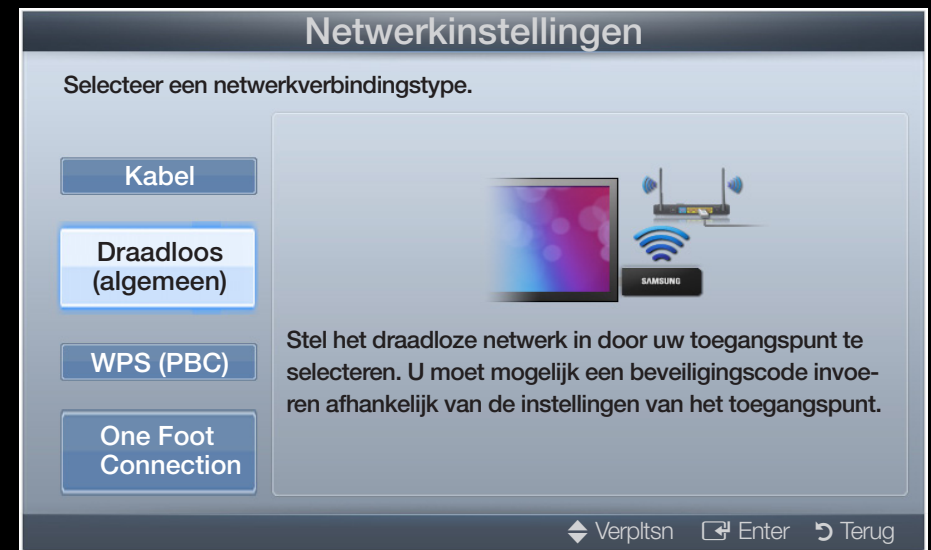 Netwerkinstellingen
Selecteer een netwerkverbindingstype.
Kabel
Draadloos
(algemeen)
WPS (PBC)
One Foot
Connection
SAMSUNG
Stel het draadloze netwerk in door uw toegangspunt te
selecteren. U moet mogelijk een beveiligingscode invoe-
ren afhankelijk van de instellingen van het toegangspunt.
Verpltsn Enter Terug